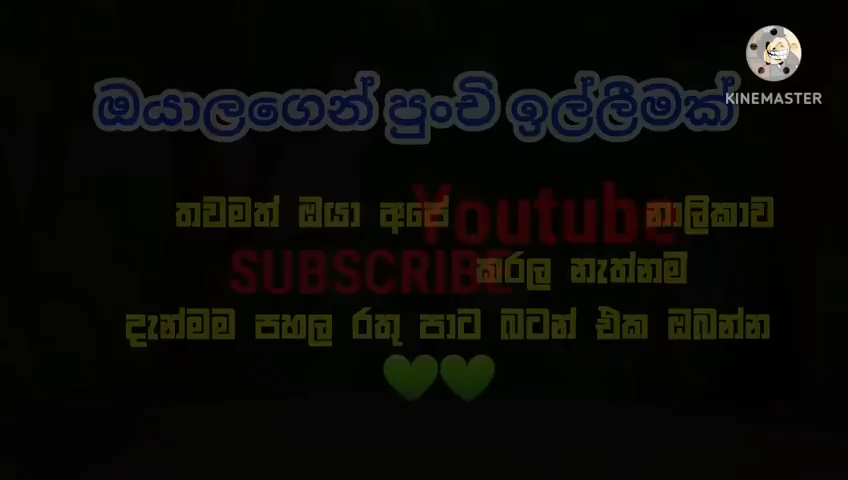 KINEMASTER
ඔයාලගෙන් පුංචි ඉල්ලීමක්
තවමත් ඔයා අපේ Youtube නාලිකාව
SUBSCRIBE කරල නැත්නම්
දැන්මම පහල රතු පාට බටන් එක ඔබන්න